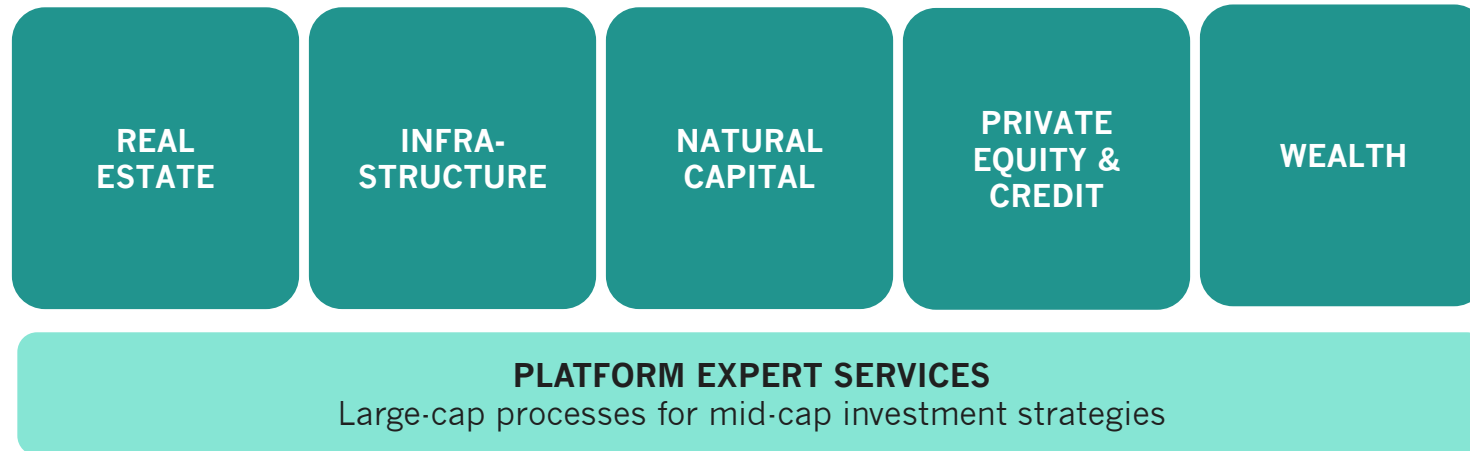 REAL
ESTATE
INFRA-
STRUCTURE
NATURAL
CAPITAL
PRIVATE
EQUITY &
CREDIT
WEALTH
PLATFORM EXPERT SERVICES
Large-cap processes for mid-cap investment strategies